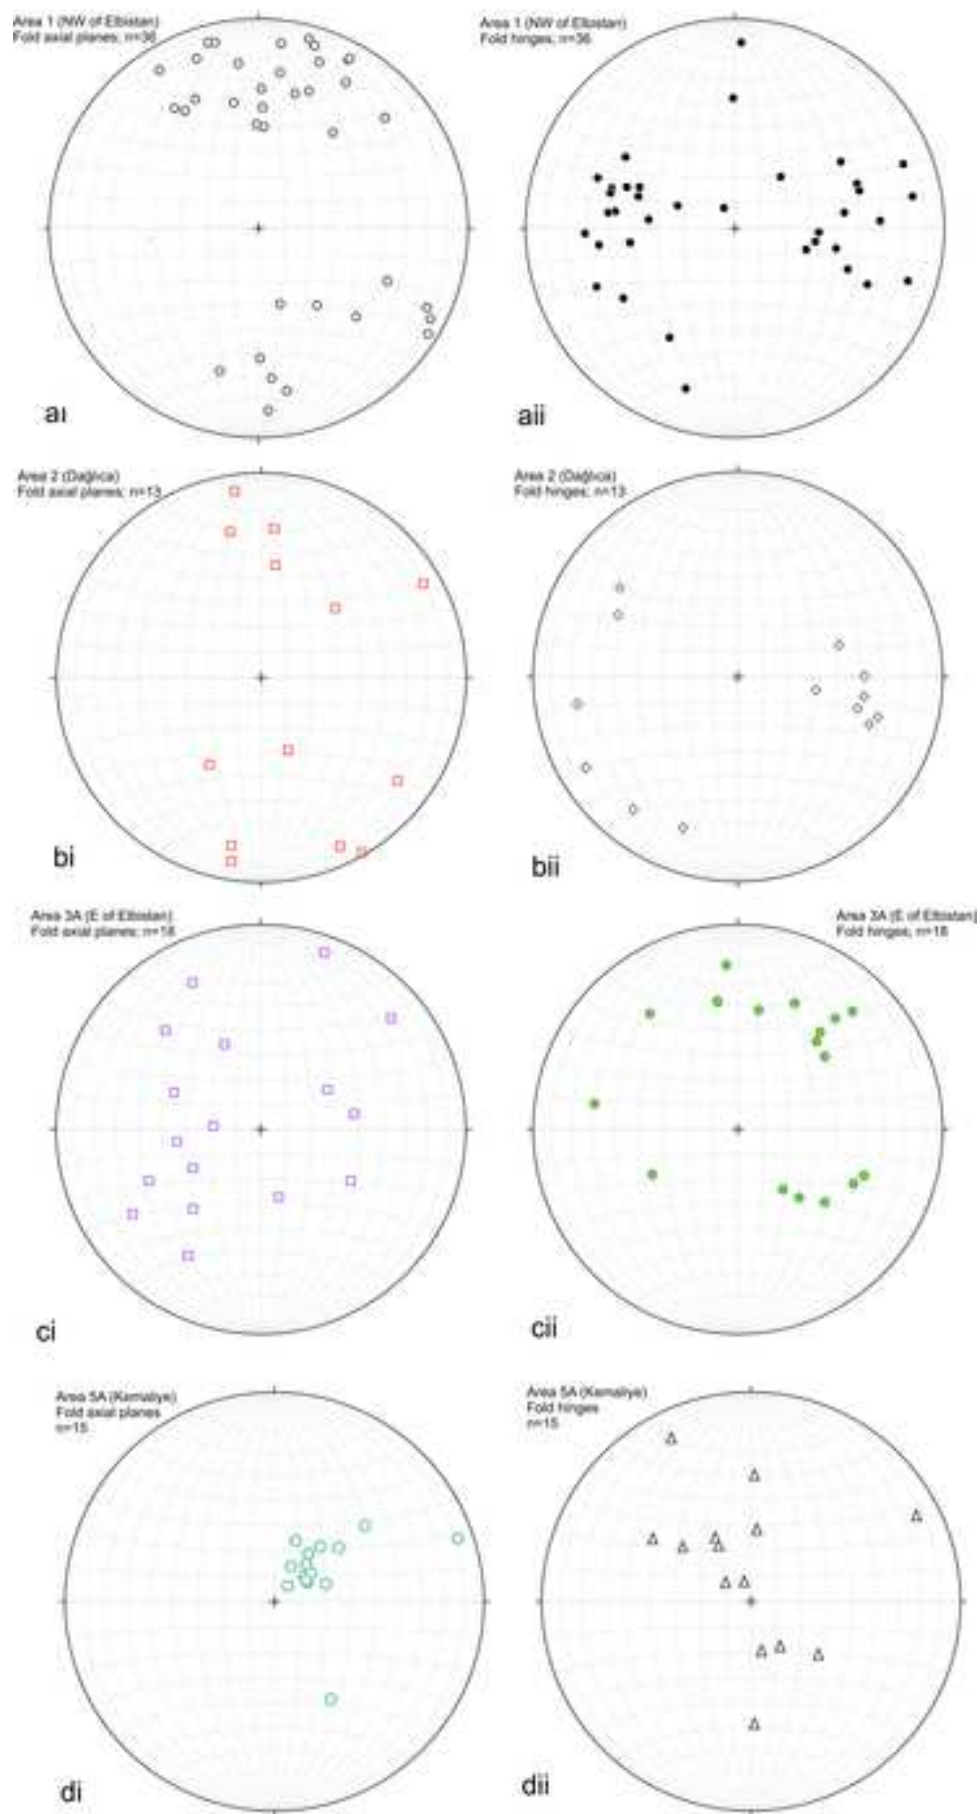 Area 1 (NW of Elbistan)
Fold axial planes; n=36
Area 1 (NW of Elbistan)
Fold hinges; n=36
ai
aii
Area 2 (Dağlıca)
Fold axial planes; n=13
Area 2 (Dağlıca)
Fold hinges; n=13
bi
bii
Area 3A (E of Elbistan)
Fold axial planes; n=18
Area 3A (E of Elbistan)
Fold hinges; n=18
ci
cii
Area 5A (Kemaliye)
Fold axial planes
n=15
Area 5A (Kemaliye)
Fold hinges
n=15
di
dii